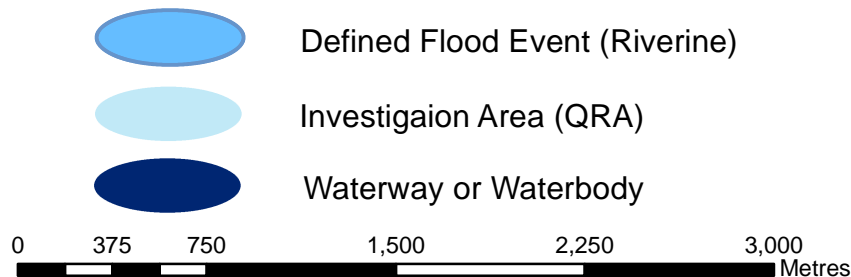 Defined Flood Event (Riverine)
Investigaion Area (QRA)
Waterway or Waterbody
0 375 750 1,500 2,250 3,000
Metres